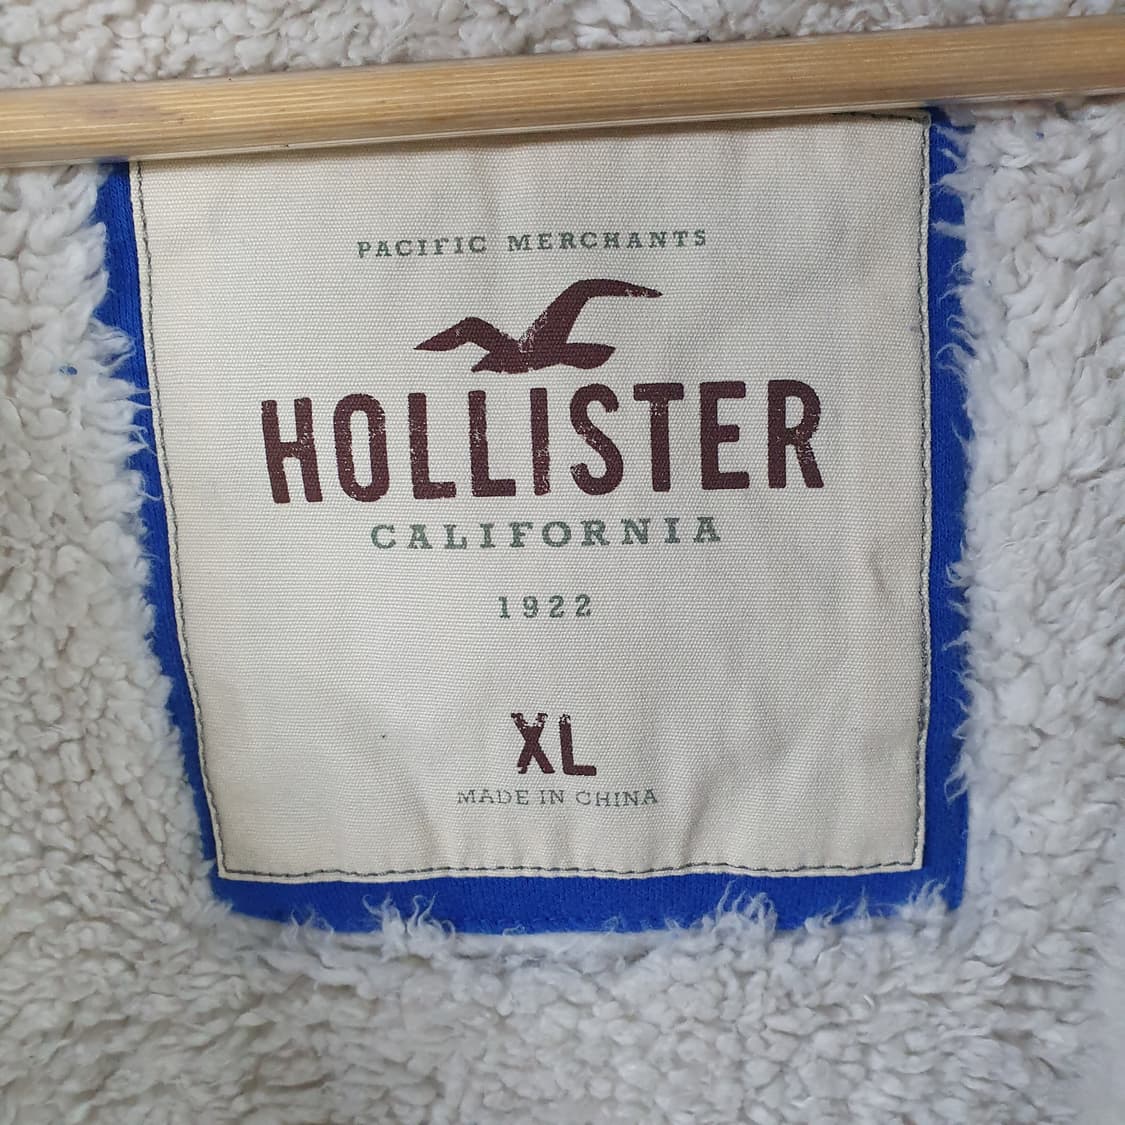 PACIFIC MERCHANTS
HOLLISTER
CALIFORNIA
1922
XL
MADE IN CHINA